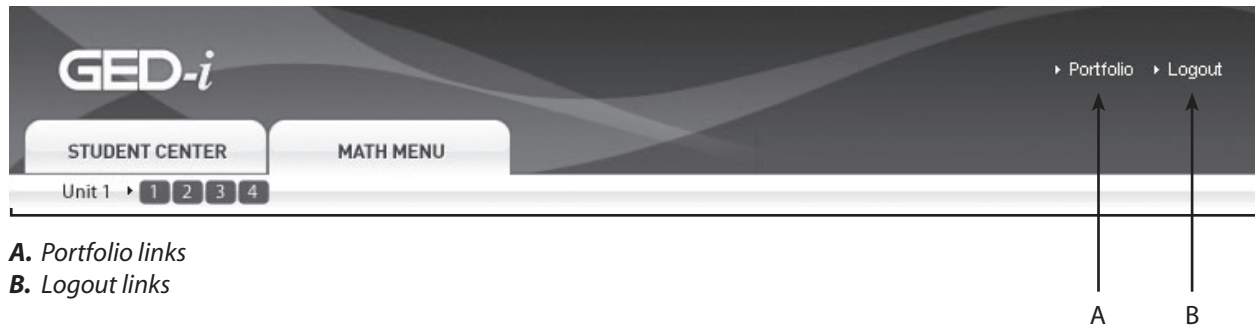 GED-i
▸ Portfolio ▸ Logout
STUDENT CENTER MATH MENU
Unit 1 ▸ 1 2 3 4
A. Portfolio links
B. Logout links
A B